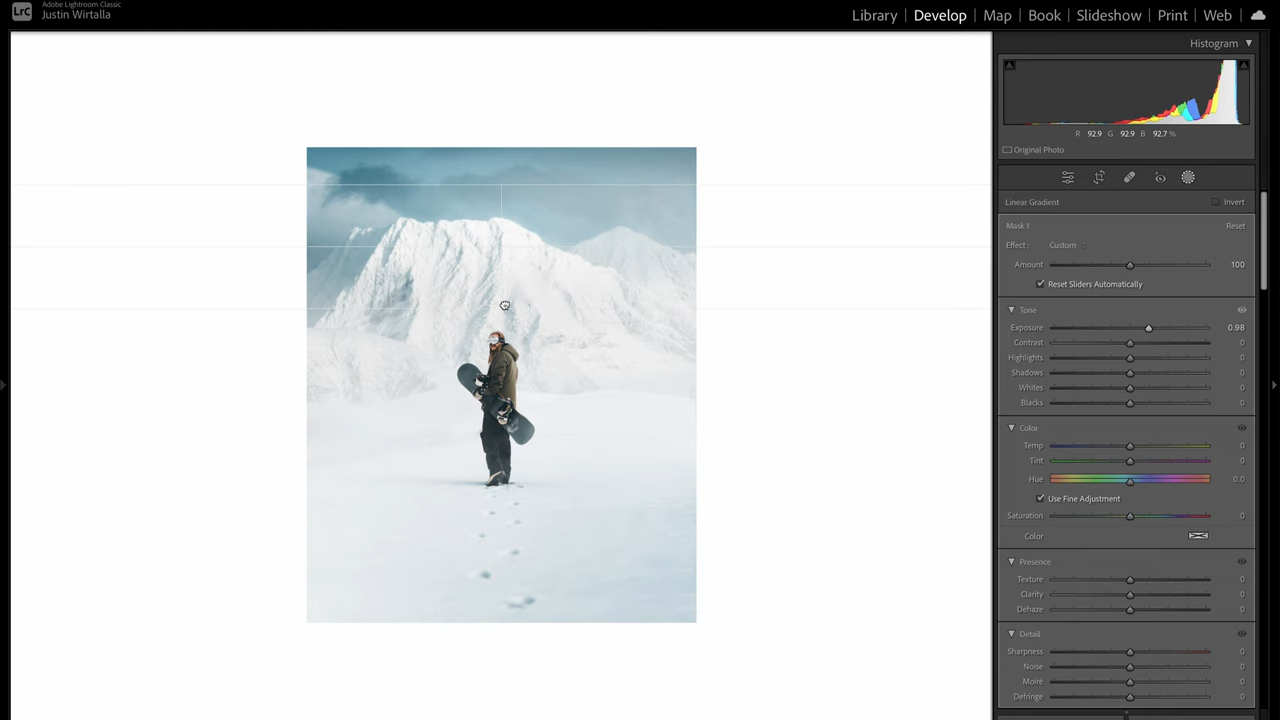 LrC
Adobe Lightroom Classic
Justin Wirtalla
Library | Develop | Map | Book | Slideshow | Print | Web
Histogram
R 92.9 G 92.9 B 92.7 %
Original Photo
Linear Gradient Invert
Mask 1 Reset
Effect : Custom
Amount 100
Reset Sliders Automatically
Tone
Exposure 0.98
Contrast 0
Highlights 0
Shadows 0
Whites 0
Blacks 0
Color
Temp 0
Tint 0
Hue 0.0
Use Fine Adjustment
Saturation 0
Color
Presence
Texture 0
Clarity 0
Dehaze 0
Detail
Sharpness 0
Noise 0
Moiré 0
Defringe 0